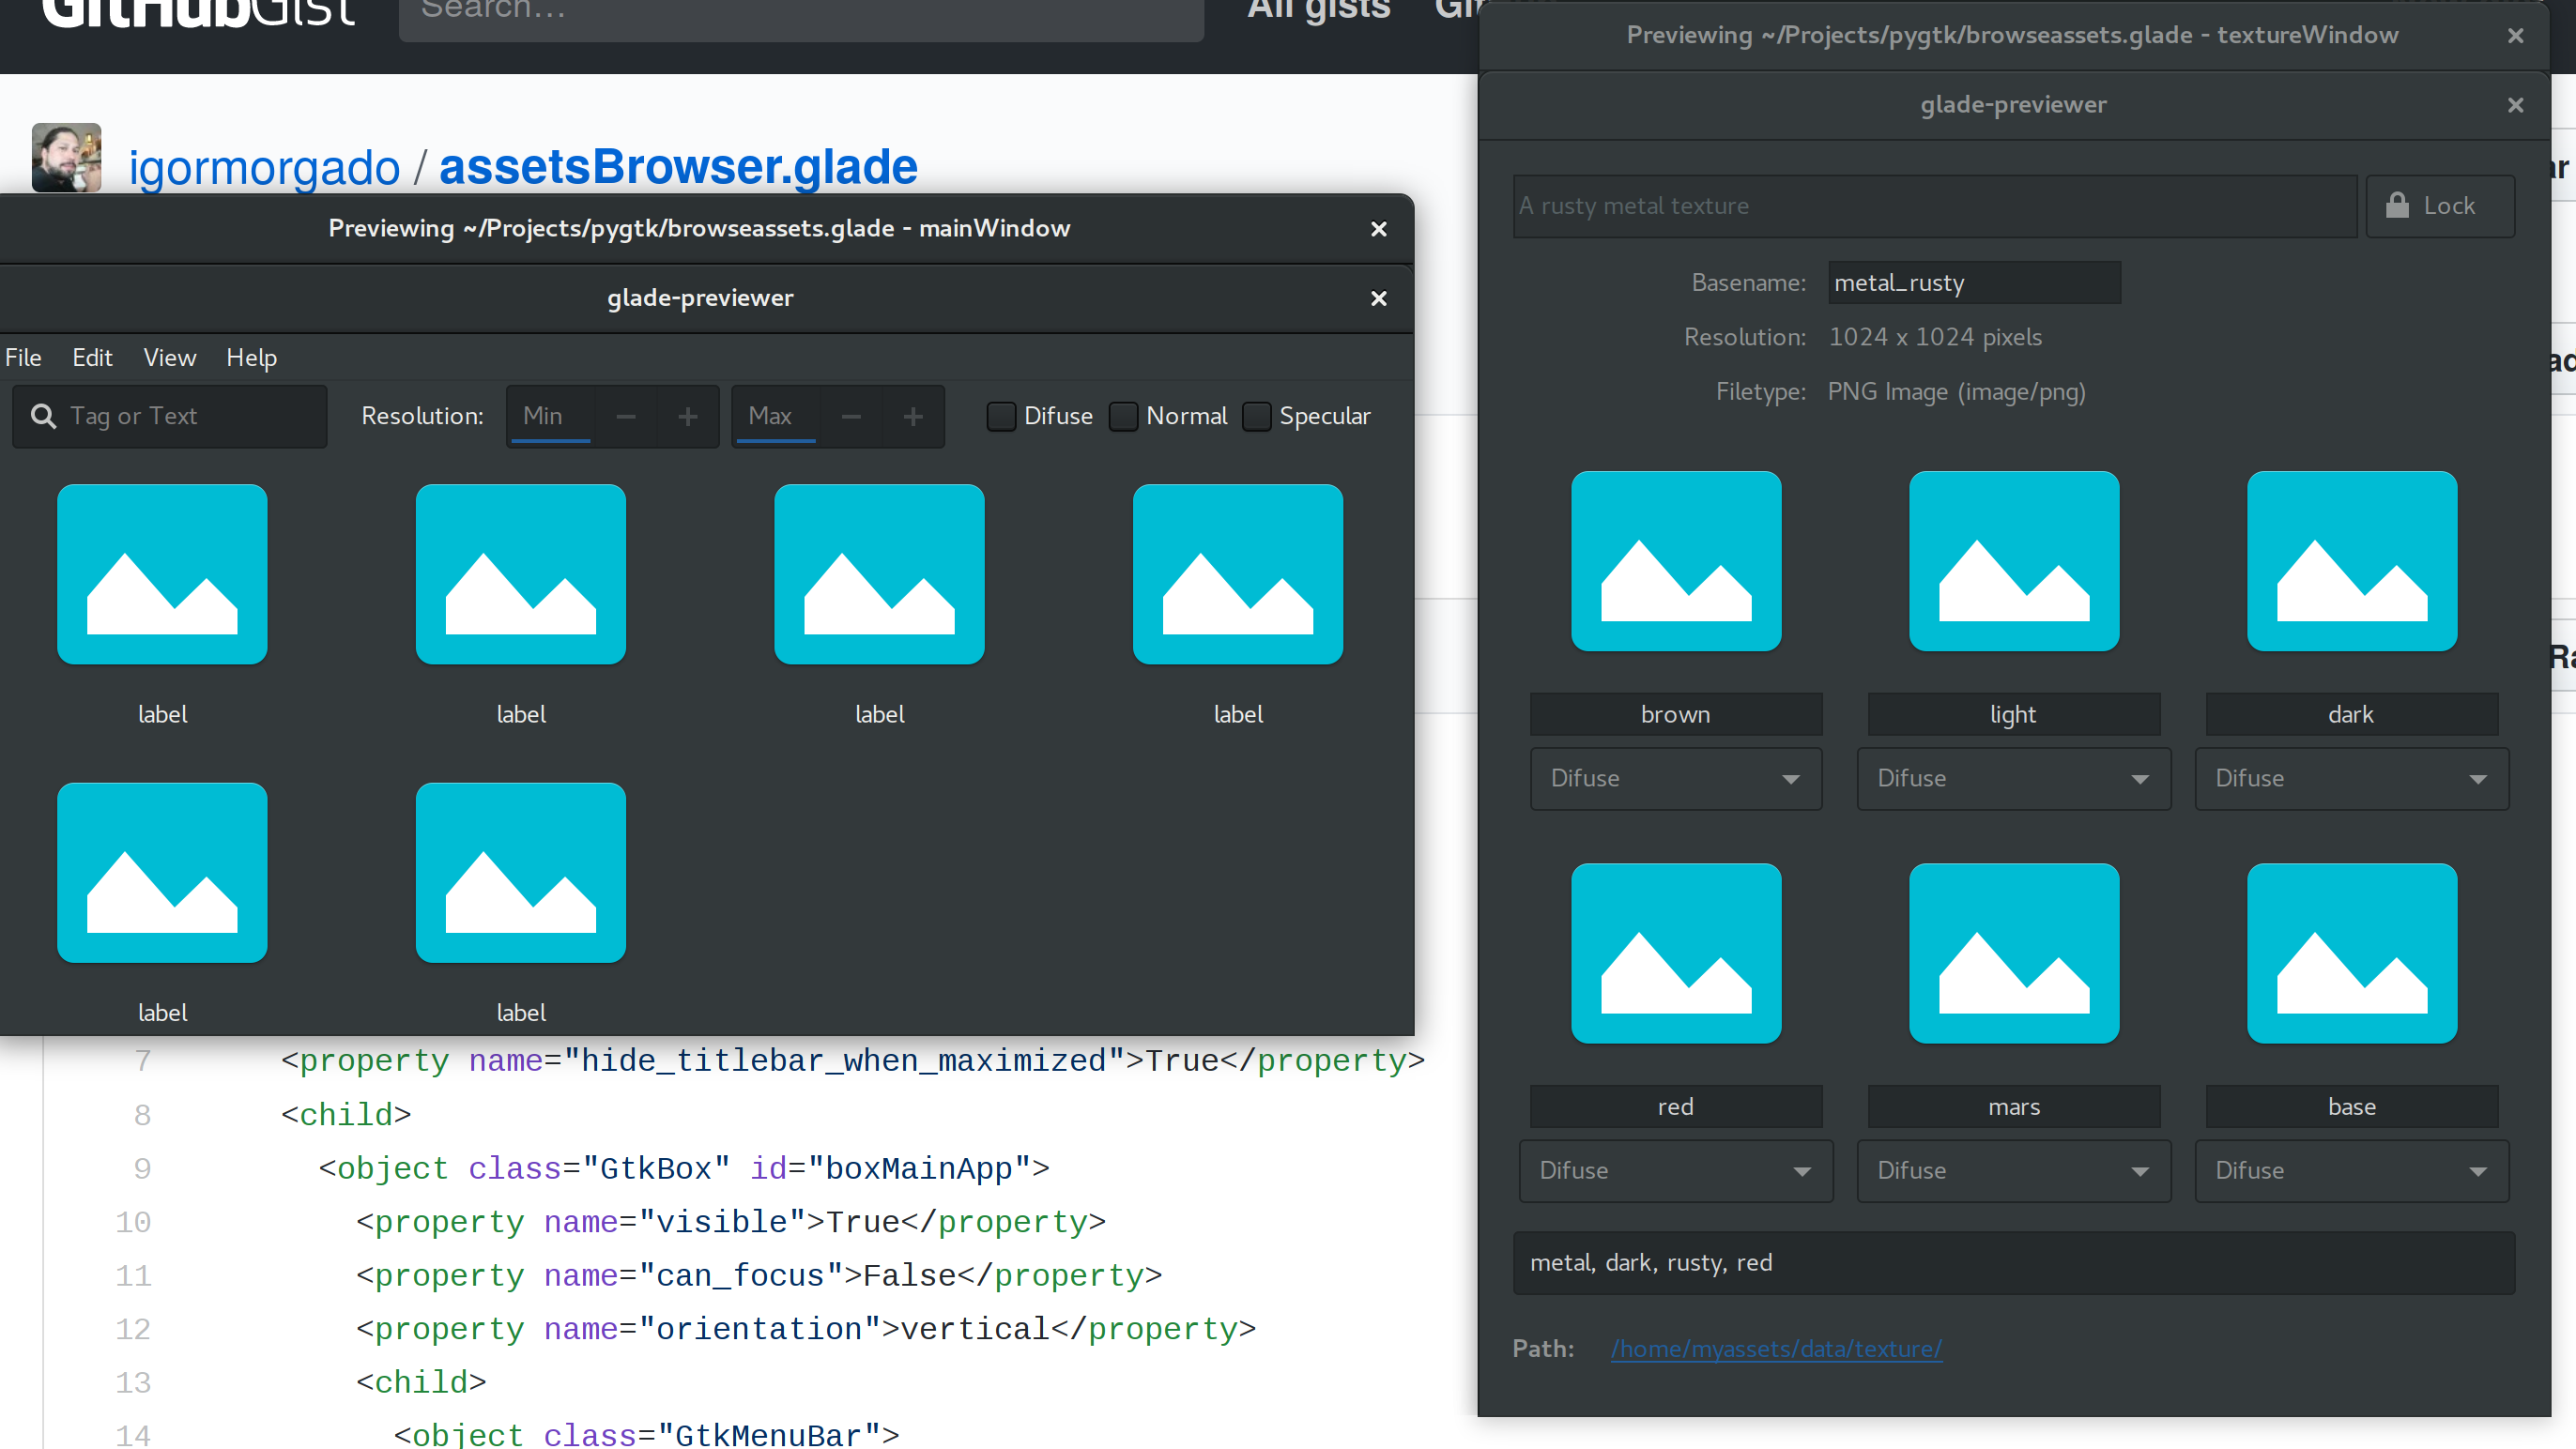 GitHubGist
Search...
All gists
igormorgado / assetsBrowser.glade
Previewing ~/Projects/pygtk/browseassets.glade - mainWindow
glade-previewer
File Edit View Help
Tag or Text Resolution: Min Max Difuse Normal Specular
label label label label
label label
7 <property name="hide_titlebar_when_maximized">True</property>
8 <child>
9 <object class="GtkBox" id="boxMainApp">
10 <property name="visible">True</property>
11 <property name="can_focus">False</property>
12 <property name="orientation">vertical</property>
13 <child>
14 <object class="GtkMenuBar">
Previewing ~/Projects/pygtk/browseassets.glade - textureWindow
glade-previewer
A rusty metal texture Lock
Basename: metal_rusty
Resolution: 1024 x 1024 pixels
Filetype: PNG Image (image/png)
brown light dark
Difuse Difuse Difuse
red mars base
Difuse Difuse Difuse
metal, dark, rusty, red
Path: /home/myassets/data/texture/